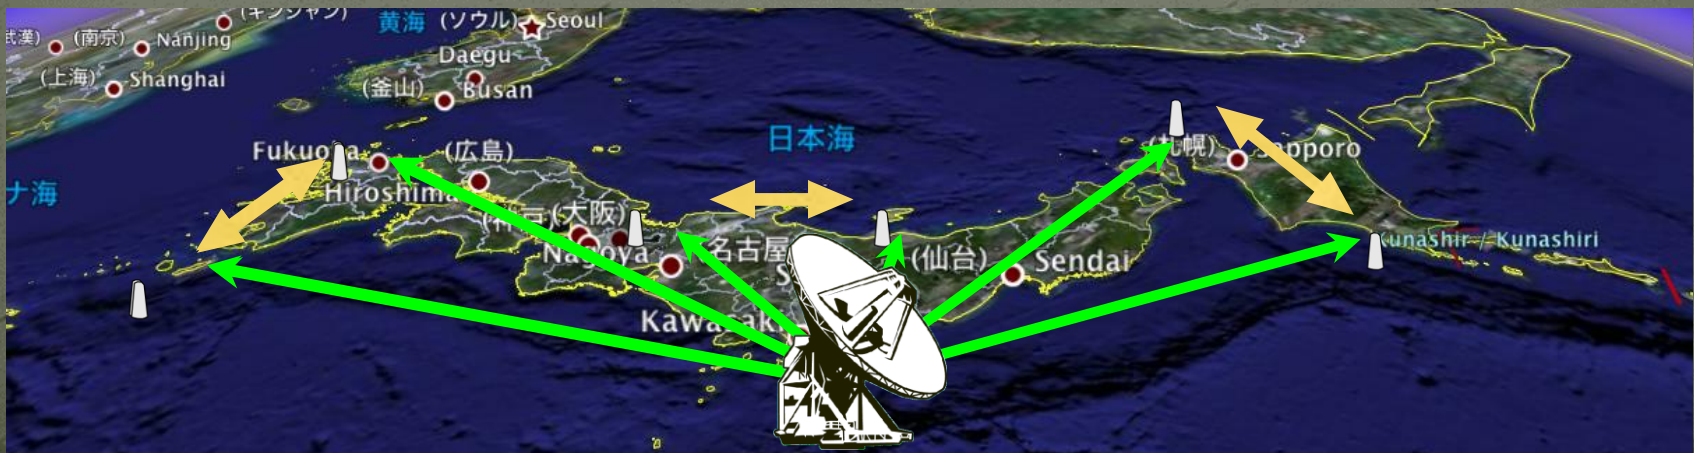 (南京)
Nanjing
(上海)
Shanghai
黄海
(ソウル)
Seoul
Daegu
(釜山)
Busan
Fukuoka
(広島)
Hiroshima
日本海
(大阪)
Nagoya
名古屋
Kawasaki
(仙台)
Sendai
(札幌)
Sapporo
Kunashir / Kunashiri
ナ海